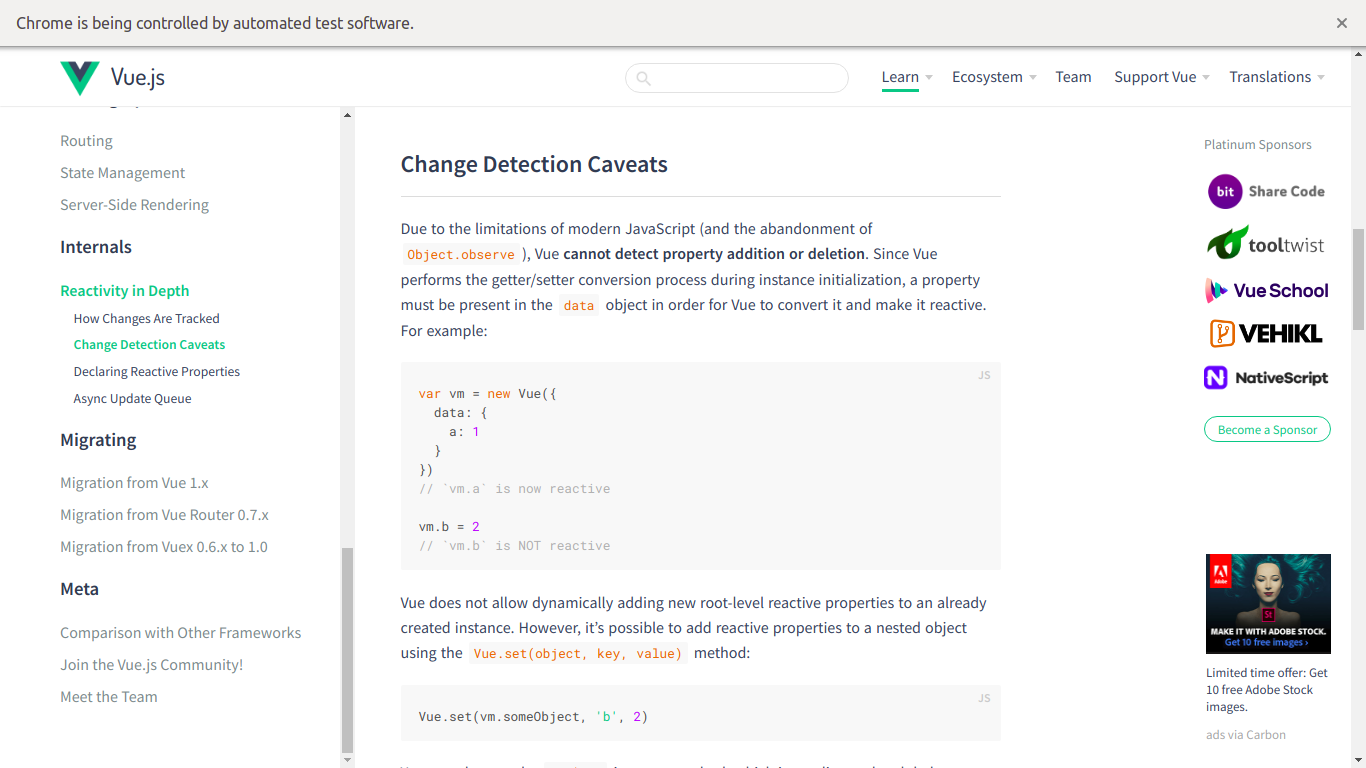 Chrome is being controlled by automated test software.
Vue.js
Learn
Ecosystem
Team
Support Vue
Translations
Routing
State Management
Server-Side Rendering
Internals
Reactivity in Depth
How Changes Are Tracked
Change Detection Caveats
Declaring Reactive Properties
Async Update Queue
Migrating
Migration from Vue 1.x
Migration from Vue Router 0.7.x
Migration from Vuex 0.6.x to 1.0
Meta
Comparison with Other Frameworks
Join the Vue.js Community!
Meet the Team
Change Detection Caveats
Due to the limitations of modern JavaScript (and the abandonment of
Object.observe ), Vue cannot detect property addition or deletion. Since Vue
performs the getter/setter conversion process during instance initialization, a property
must be present in the data object in order for Vue to convert it and make it reactive.
For example:
JS
var vm = new Vue({
  data: {
    a: 1
  }
})
// `vm.a` is now reactive
vm.b = 2
// `vm.b` is NOT reactive
Vue does not allow dynamically adding new root-level reactive properties to an already
created instance. However, it’s possible to add reactive properties to a nested object
using the Vue.set(object, key, value) method:
JS
Vue.set(vm.someObject, 'b', 2)
Platinum Sponsors
bit Share Code
tooltwist
Vue School
VEHIKL
N NativeScript
Become a Sponsor
Adobe
St
MAKE IT WITH ADOBE STOCK.
Get 10 free images ›
Limited time offer: Get
10 free Adobe Stock
images.
ads via Carbon